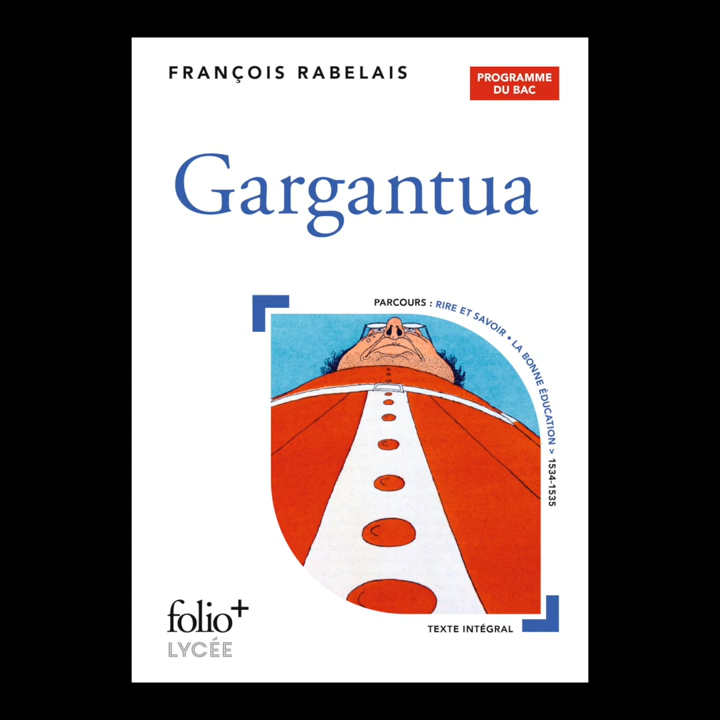 FRANÇOIS RABELAIS
PROGRAMME
DU BAC
Gargantua
PARCOURS : RIRE ET SAVOIR • LA BONNE ÉDUCATION > 1534-1535
folio+
LYCÉE
TEXTE INTÉGRAL